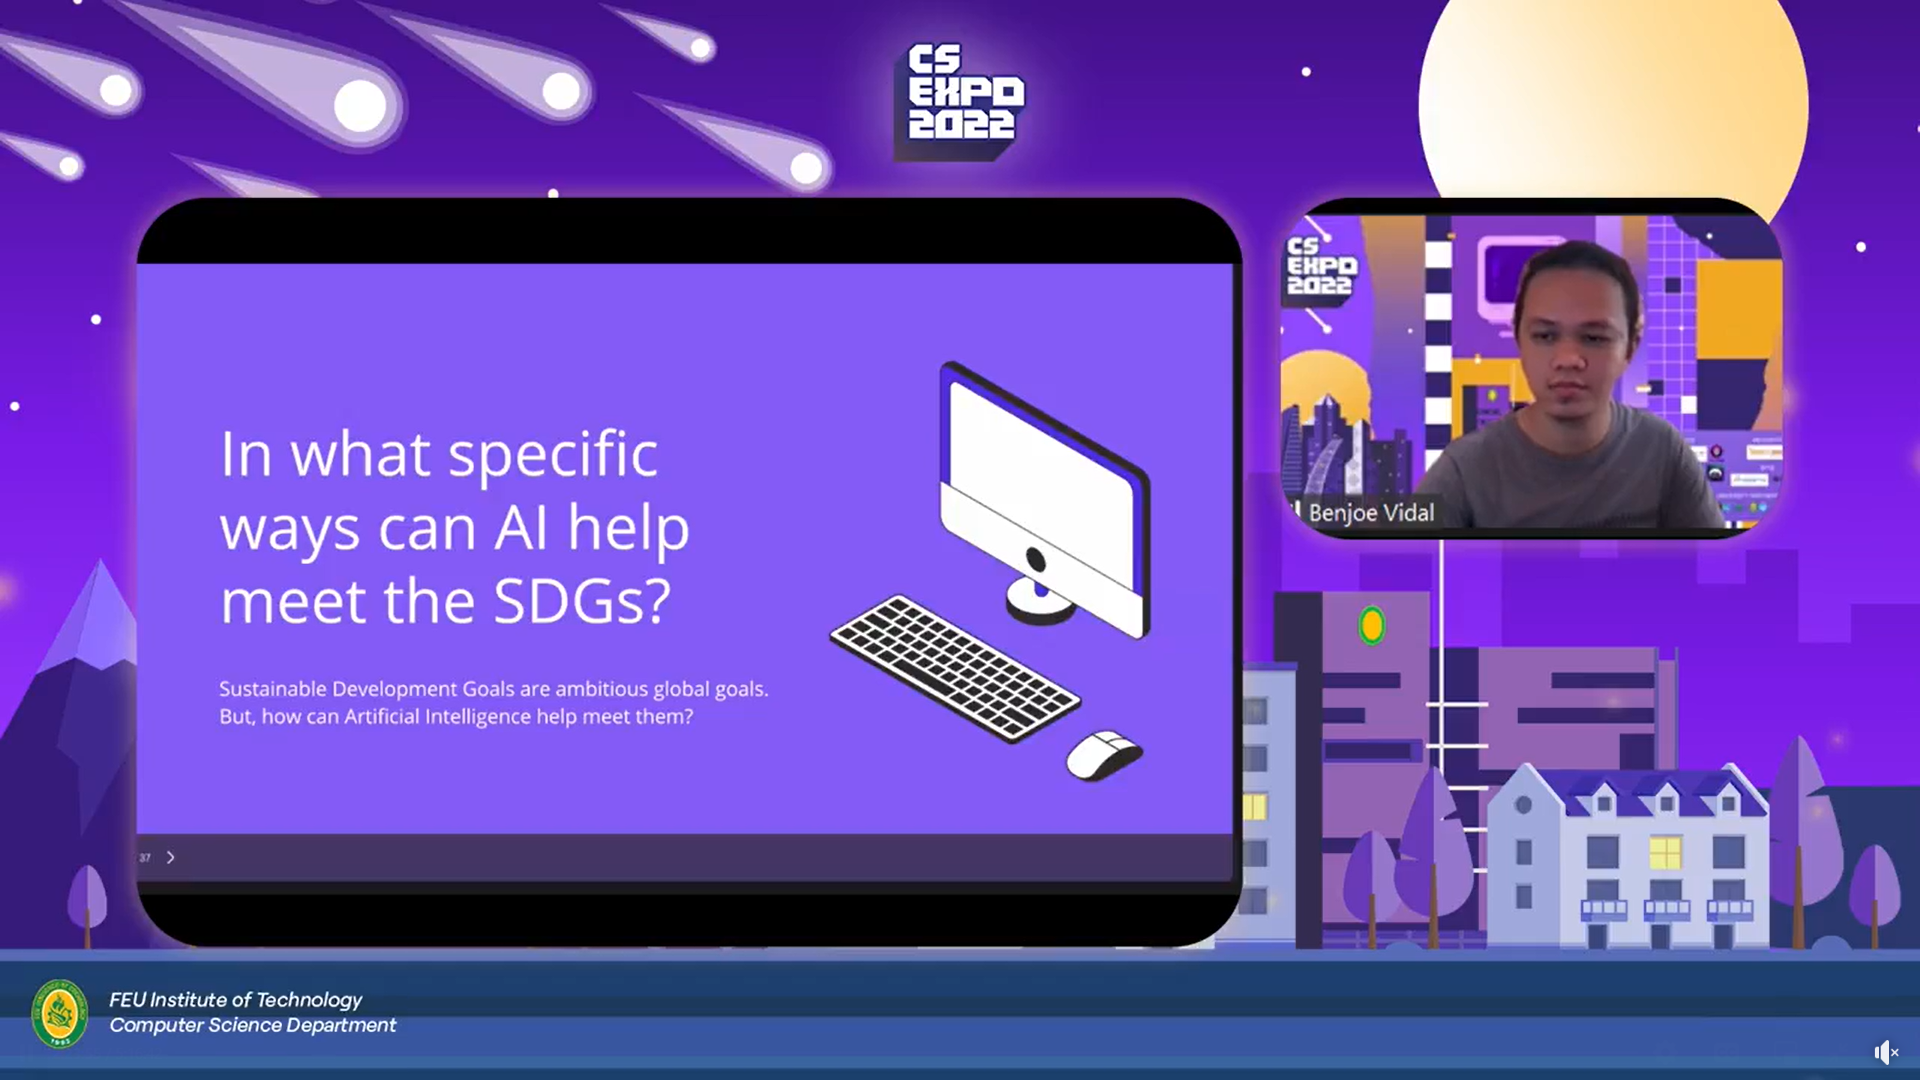 CS
EXPO
2022
In what specific
ways can AI help
meet the SDGs?
Sustainable Development Goals are ambitious global goals.
But, how can Artificial Intelligence help meet them?
37
CS
EXPO
2022
Benjoe Vidal
FEU Institute of Technology
Computer Science Department
1992